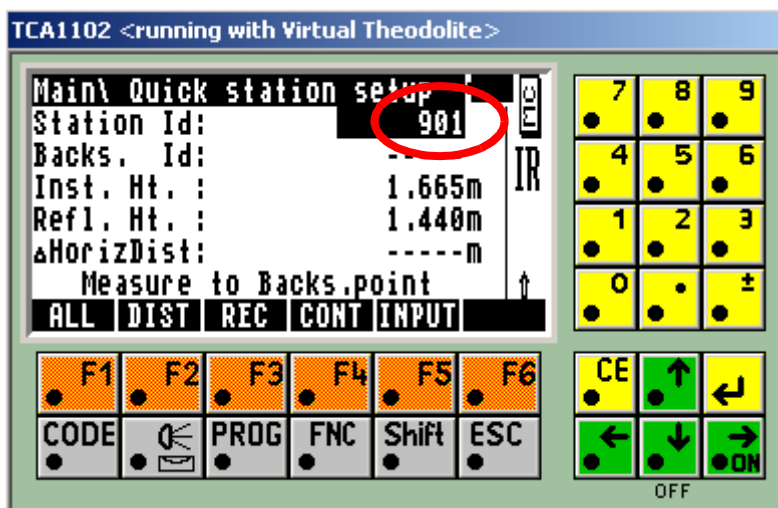 TCA1102 <running with Virtual Theodolite>
Main\ Quick station setup
Station Id: 901
Backs. Id: -----
Inst. Ht. : 1.665m
IR
Refl. Ht. : 1.440m
△HorizDist: -----m
Measure to Backs.point
ALL DIST REC CONT INPUT
7 8 9
4 5 6
1 2 3
0 . ±
F1 F2 F3 F4 F5 F6
CODE PROG FNC Shift ESC
CE ↑ ↵
← ↓ → ON
OFF